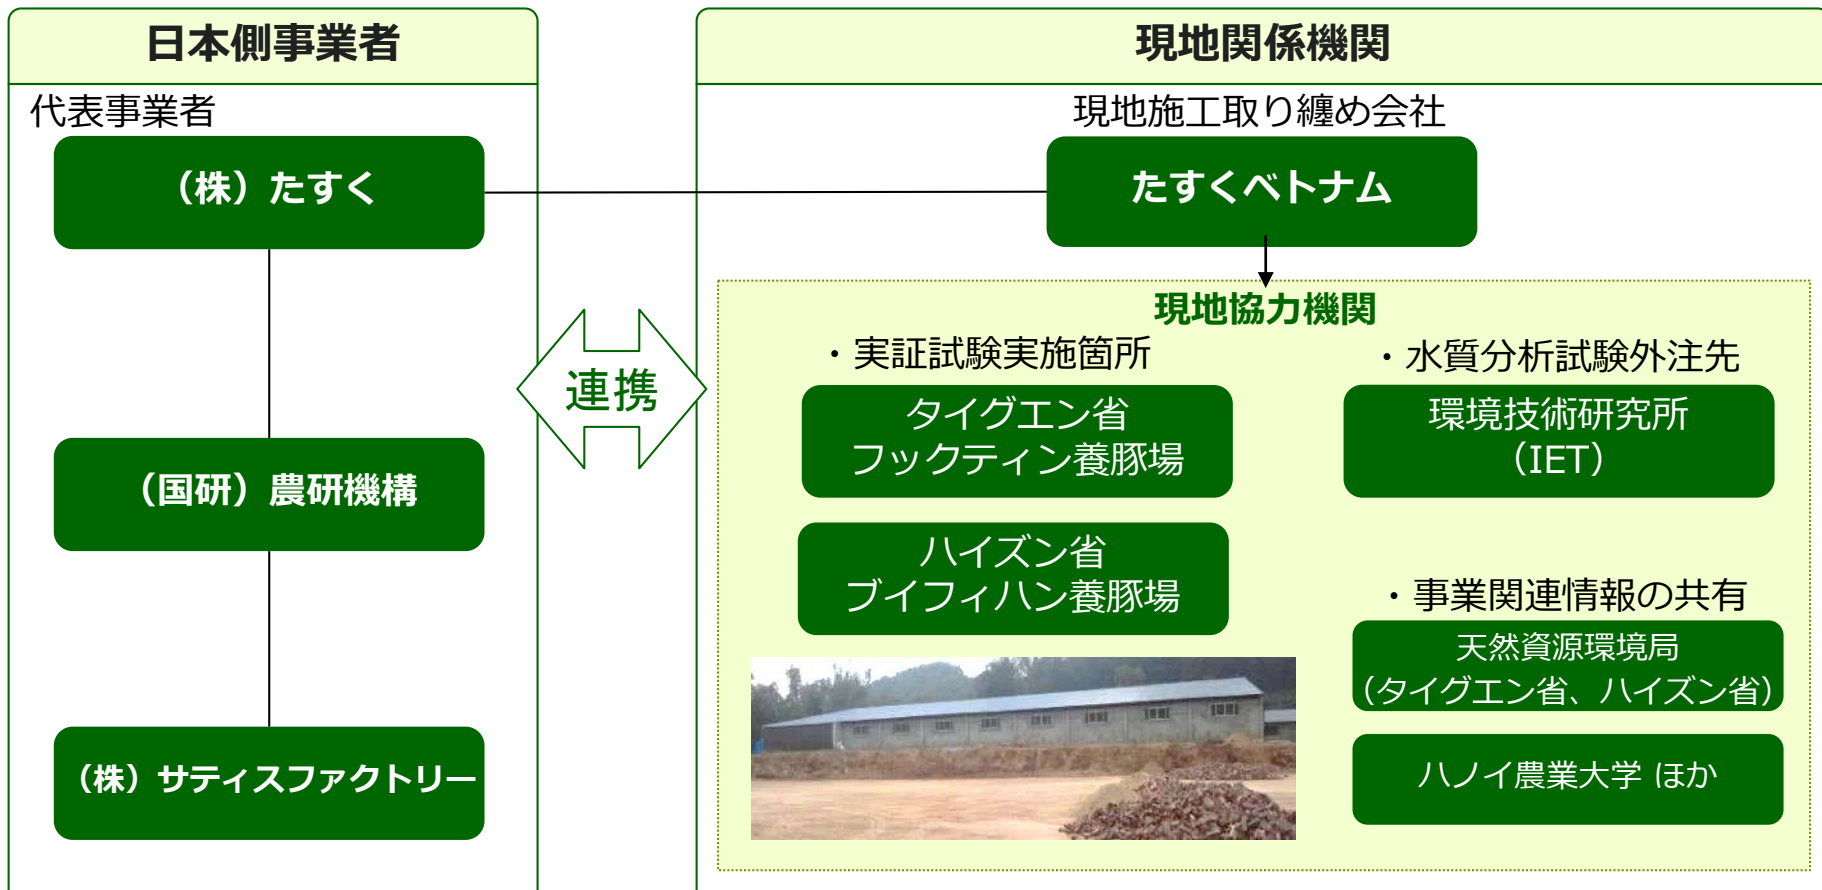 日本側事業者
代表事業者
（株）たすく
（国研）農研機構
（株）サティスファクトリー
連携
現地関係機関
現地施工取り纏め会社
たすくベトナム
現地協力機関
・実証試験実施箇所
タイグエン省
フックティン養豚場
ハイズン省
ブイフィハン養豚場
・水質分析試験外注先
環境技術研究所
（IET）
・事業関連情報の共有
天然資源環境局
（タイグエン省、ハイズン省）
ハノイ農業大学 ほか